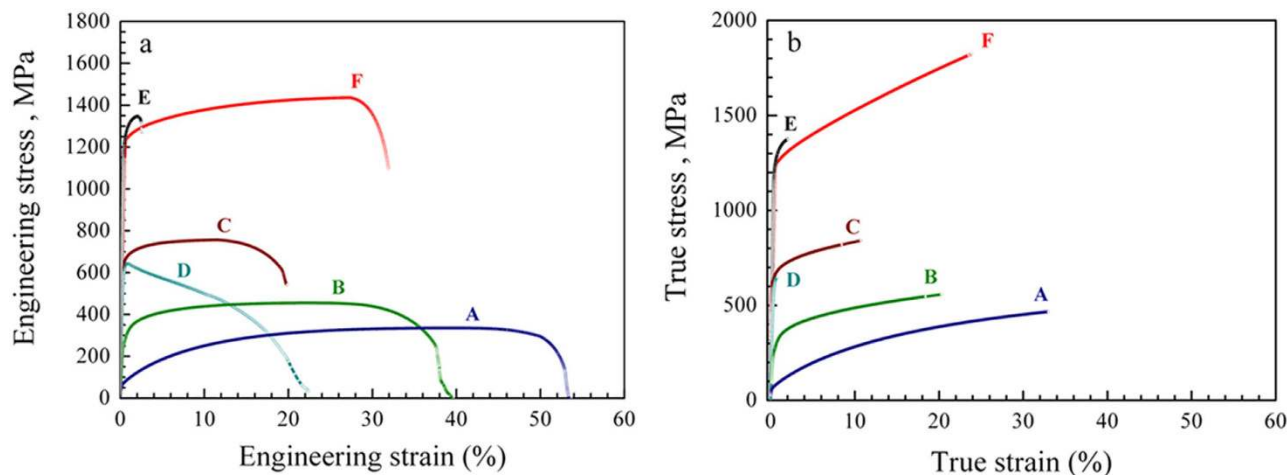 a
Engineering stress , MPa
1800
1600
1400
1200
1000
800
600
400
200
0
E
F
C
D
B
A
0 10 20 30 40 50 60
Engineering strain (%)
b
True stress , MPa
2000
1500
1000
500
0
F
E
C
D
B
A
0 10 20 30 40 50 60
True strain (%)